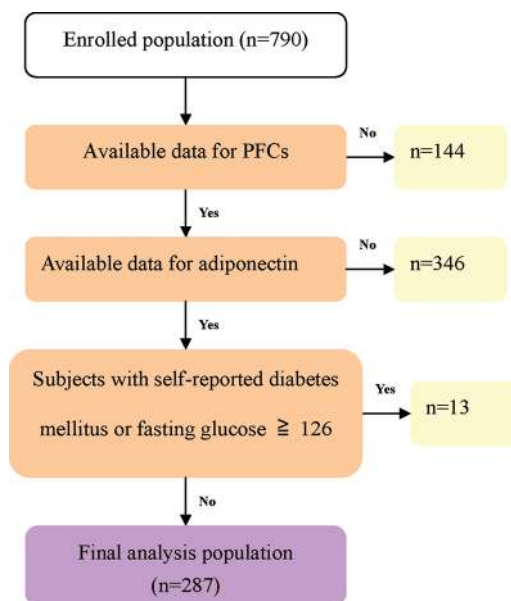 Enrolled population (n=790)
Available data for PFCs
No
n=144
Yes
Available data for adiponectin
No
n=346
Yes
Subjects with self-reported diabetes
mellitus or fasting glucose ≧ 126
Yes
n=13
No
Final analysis population
(n=287)